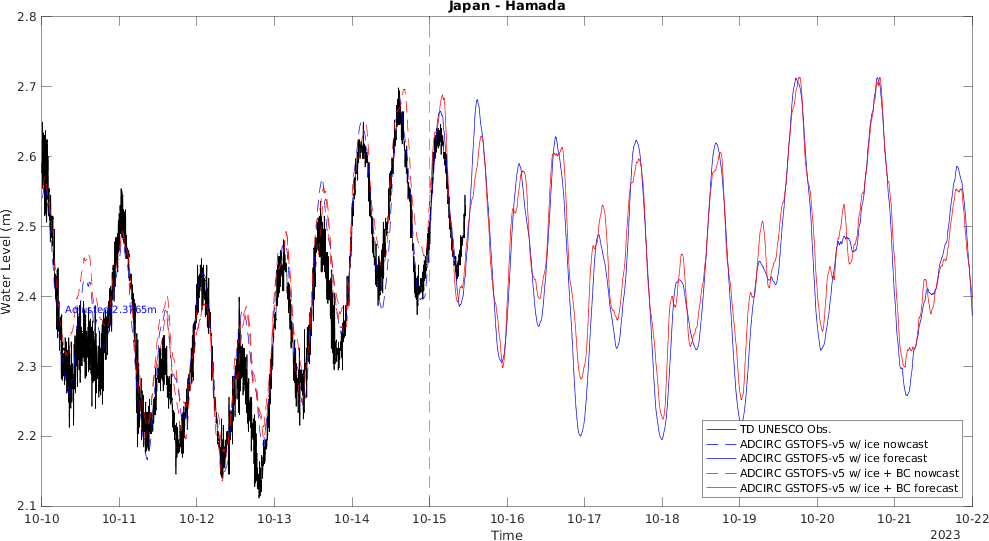 Japan - Hamada
Water Level (m)
2.8
2.7
2.6
2.5
2.4
2.3
2.2
2.1
Adjusted 2.3765m
TD UNESCO Obs.
ADCIRC GSTOFS-v5 w/ ice nowcast
ADCIRC GSTOFS-v5 w/ ice forecast
ADCIRC GSTOFS-v5 w/ ice + BC nowcast
ADCIRC GSTOFS-v5 w/ ice + BC forecast
10-10 10-11 10-12 10-13 10-14 10-15 10-16 10-17 10-18 10-19 10-20 10-21 10-22
Time
2023